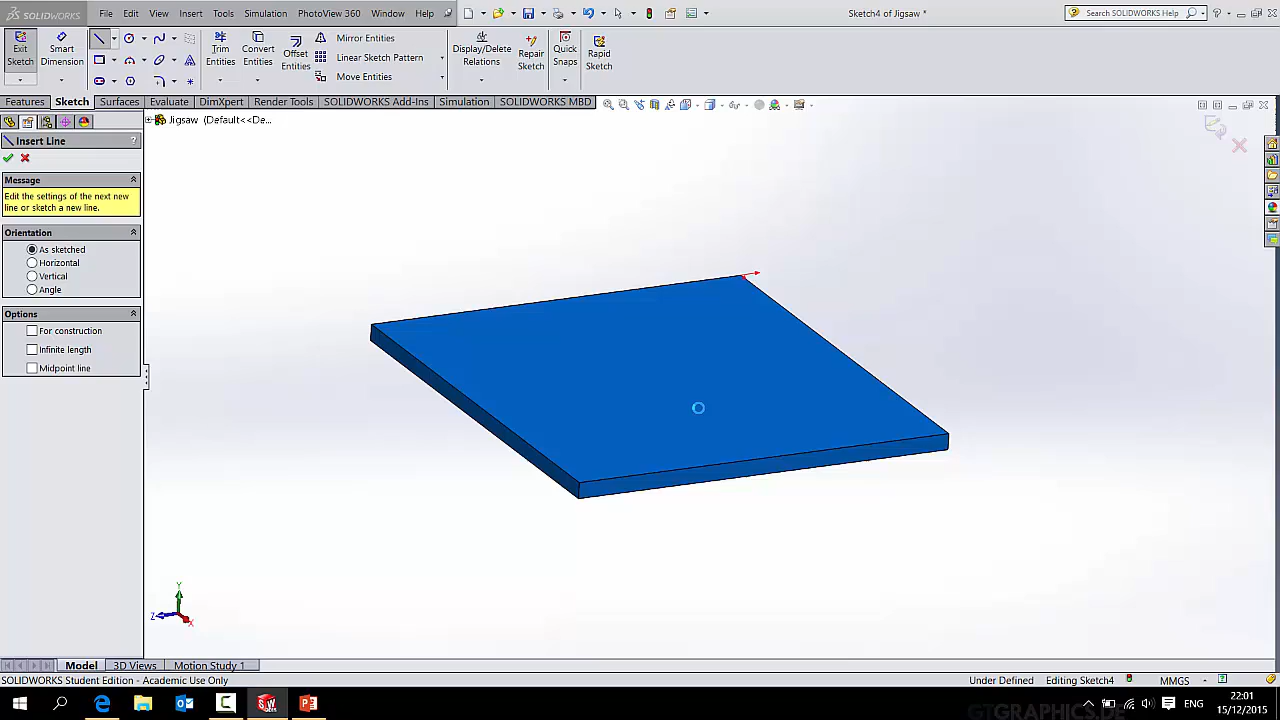 SOLIDWORKS
File Edit View Insert Tools Simulation PhotoView 360 Window Help
Sketch4 of Jigsaw *
Search SOLIDWORKS Help
Exit Sketch
Smart Dimension
Trim Entities
Convert Entities
Offset Entities
Mirror Entities
Linear Sketch Pattern
Move Entities
Display/Delete Relations
Repair Sketch
Quick Snaps
Rapid Sketch
Features Sketch Surfaces Evaluate DimXpert Render Tools SOLIDWORKS Add-Ins Simulation SOLIDWORKS MBD
Jigsaw (Default<<De...
Insert Line ?
Message
Edit the settings of the next new
line or sketch a new line.
Orientation
As sketched
Horizontal
Vertical
Angle
Options
For construction
Infinite length
Midpoint line
Y
Z
X
Model 3D Views Motion Study 1
SOLIDWORKS Student Edition - Academic Use Only
Under Defined Editing Sketch4 MMGS -
ENG
22:01
15/12/2015
GTGRAPHICS.DE